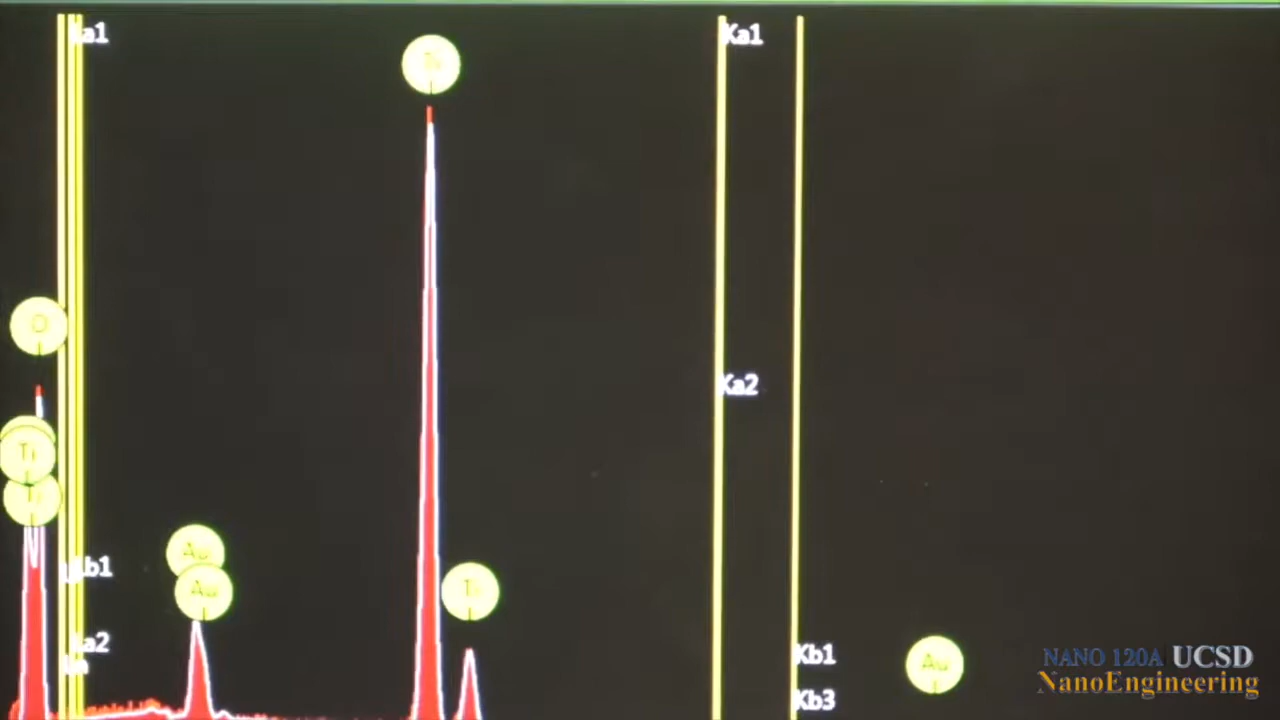 Ka1
Ka1
Ti
O
Ka2
Ti
Au
Kb1
Au
Ti
Ka2
Kb1
Au
Kb3
NANO 120A UCSD
NanoEngineering